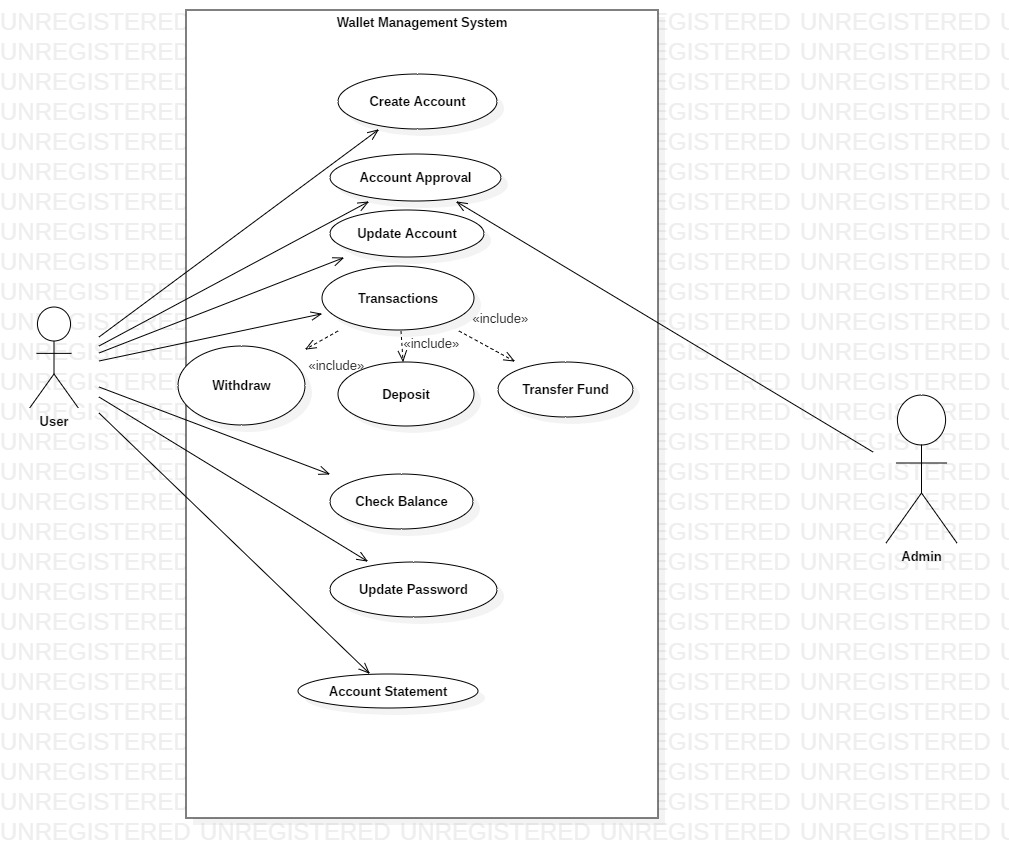 Wallet Management System
Create Account
Account Approval
Update Account
Transactions
«include»
«include»
«include»
Withdraw
Deposit
Transfer Fund
User
Check Balance
Admin
Update Password
Account Statement
UNREGISTERED UNREGISTERED UNREGISTERED UNREGISTERED UNREGISTERED